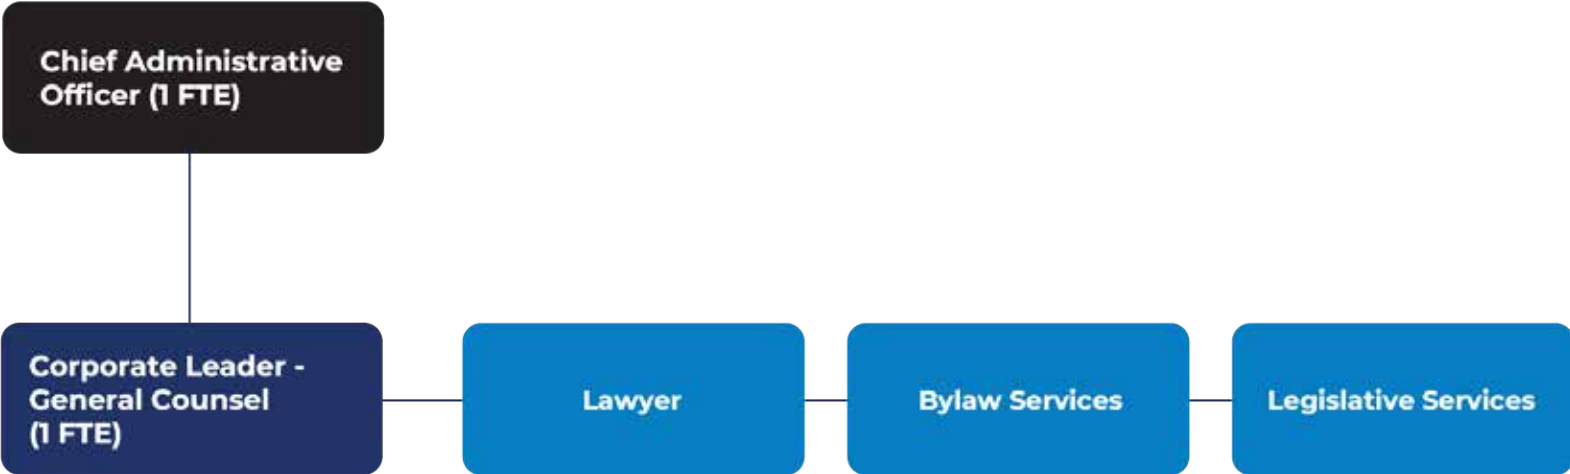 Chief Administrative
Officer (1 FTE)
Corporate Leader -
General Counsel
(1 FTE)
Lawyer
Bylaw Services
Legislative Services